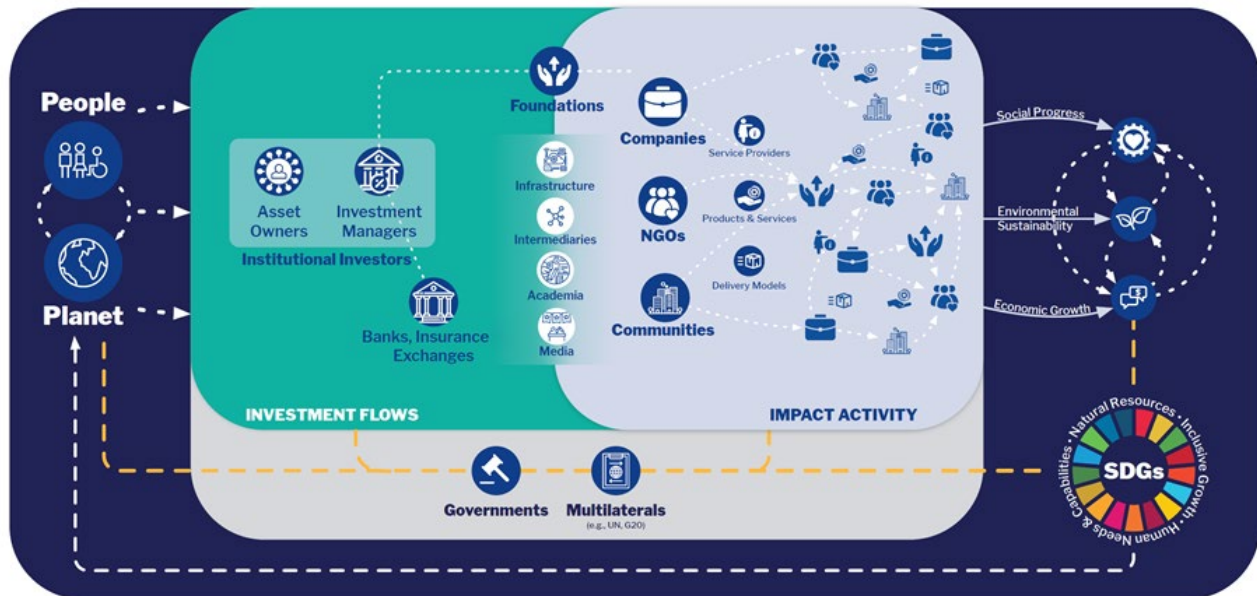 People
Planet
Asset
Owners
Investment
Managers
Institutional Investors
Banks, Insurance
Exchanges
INVESTMENT FLOWS
Foundations
Infrastructure
Intermediaries
Academia
Media
Companies
NGOs
Communities
Service Providers
Products & Services
Delivery Models
IMPACT ACTIVITY
Governments
Multilaterals
(e.g., UN, G20)
Social Progress
Environmental
Sustainability
Economic Growth
SDGs
Natural Resources • Inclusive Growth • Human Needs & Capabilities •